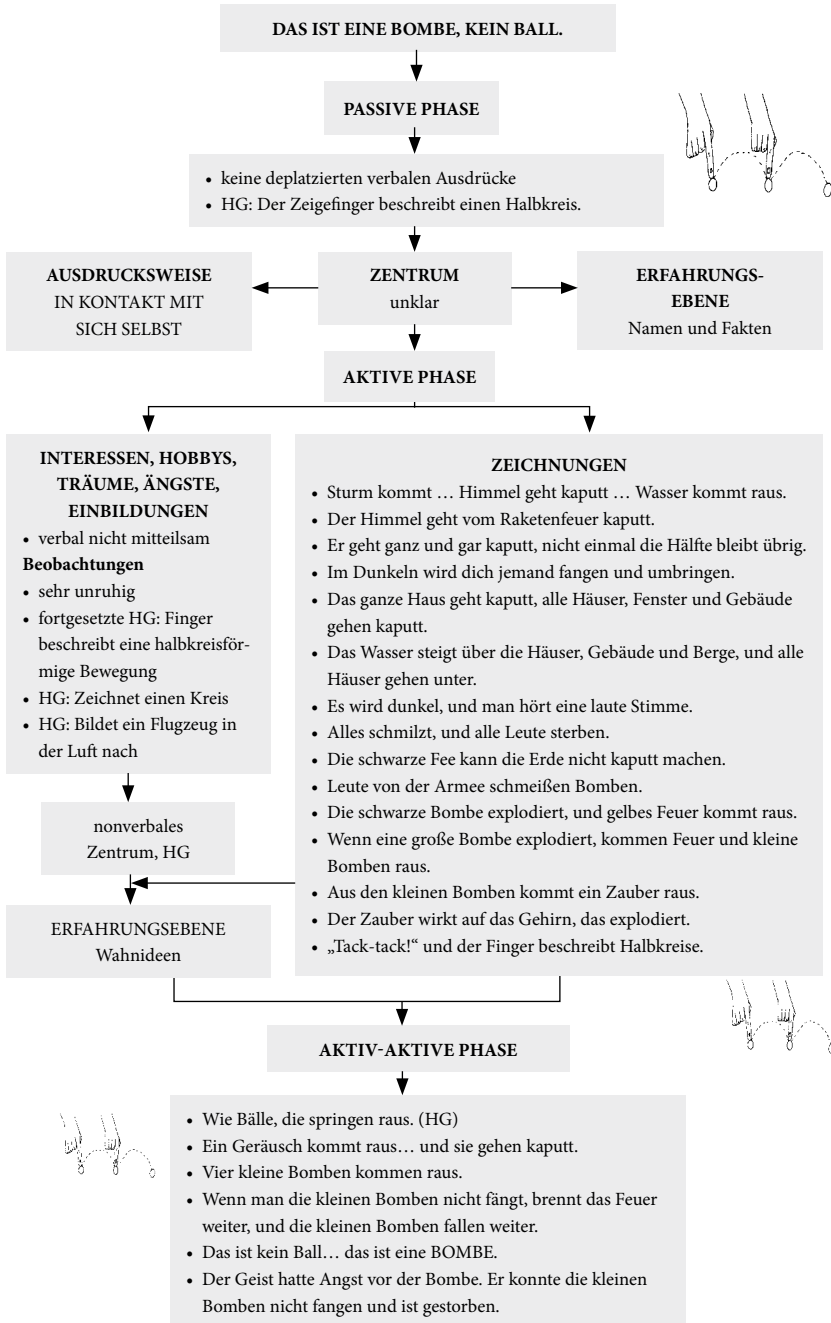 DAS IST EINE BOMBE, KEIN BALL.
PASSIVE PHASE
• keine deplatzierten verbalen Ausdrücke
• HG: Der Zeigefinger beschreibt einen Halbkreis.
AUSDRUCKSWEISE
IN KONTAKT MIT
SICH SELBST
ZENTRUM
unklar
ERFAHRUNGS-
EBENE
Namen und Fakten
AKTIVE PHASE
INTERESSEN, HOBBYS,
TRÄUME, ÄNGSTE,
EINBILDUNGEN
• verbal nicht mitteilsam
Beobachtungen
• sehr unruhig
• fortgesetzte HG: Finger
beschreibt eine halbkreisför-
mige Bewegung
• HG: Zeichnet einen Kreis
• HG: Bildet ein Flugzeug in
der Luft nach
nonverbales
Zentrum, HG
ERFAHRUNGSEBENE
Wahnideen
ZEICHNUNGEN
• Sturm kommt … Himmel geht kaputt … Wasser kommt raus.
• Der Himmel geht vom Raketenfeuer kaputt.
• Er geht ganz und gar kaputt, nicht einmal die Hälfte bleibt übrig.
• Im Dunkeln wird dich jemand fangen und umbringen.
• Das ganze Haus geht kaputt, alle Häuser, Fenster und Gebäude
gehen kaputt.
• Das Wasser steigt über die Häuser, Gebäude und Berge, und alle
Häuser gehen unter.
• Es wird dunkel, und man hört eine laute Stimme.
• Alles schmilzt, und alle Leute sterben.
• Die schwarze Fee kann die Erde nicht kaputt machen.
• Leute von der Armee schmeißen Bomben.
• Die schwarze Bombe explodiert, und gelbes Feuer kommt raus.
• Wenn eine große Bombe explodiert, kommen Feuer und kleine
Bomben raus.
• Aus den kleinen Bomben kommt ein Zauber raus.
• Der Zauber wirkt auf das Gehirn, das explodiert.
• „Tack-tack!“ und der Finger beschreibt Halbkreise.
AKTIV-AKTIVE PHASE
• Wie Bälle, die springen raus. (HG)
• Ein Geräusch kommt raus… und sie gehen kaputt.
• Vier kleine Bomben kommen raus.
• Wenn man die kleinen Bomben nicht fängt, brennt das Feuer
weiter, und die kleinen Bomben fallen weiter.
• Das ist kein Ball… das ist eine BOMBE.
• Der Geist hatte Angst vor der Bombe. Er konnte die kleinen
Bomben nicht fangen und ist gestorben.